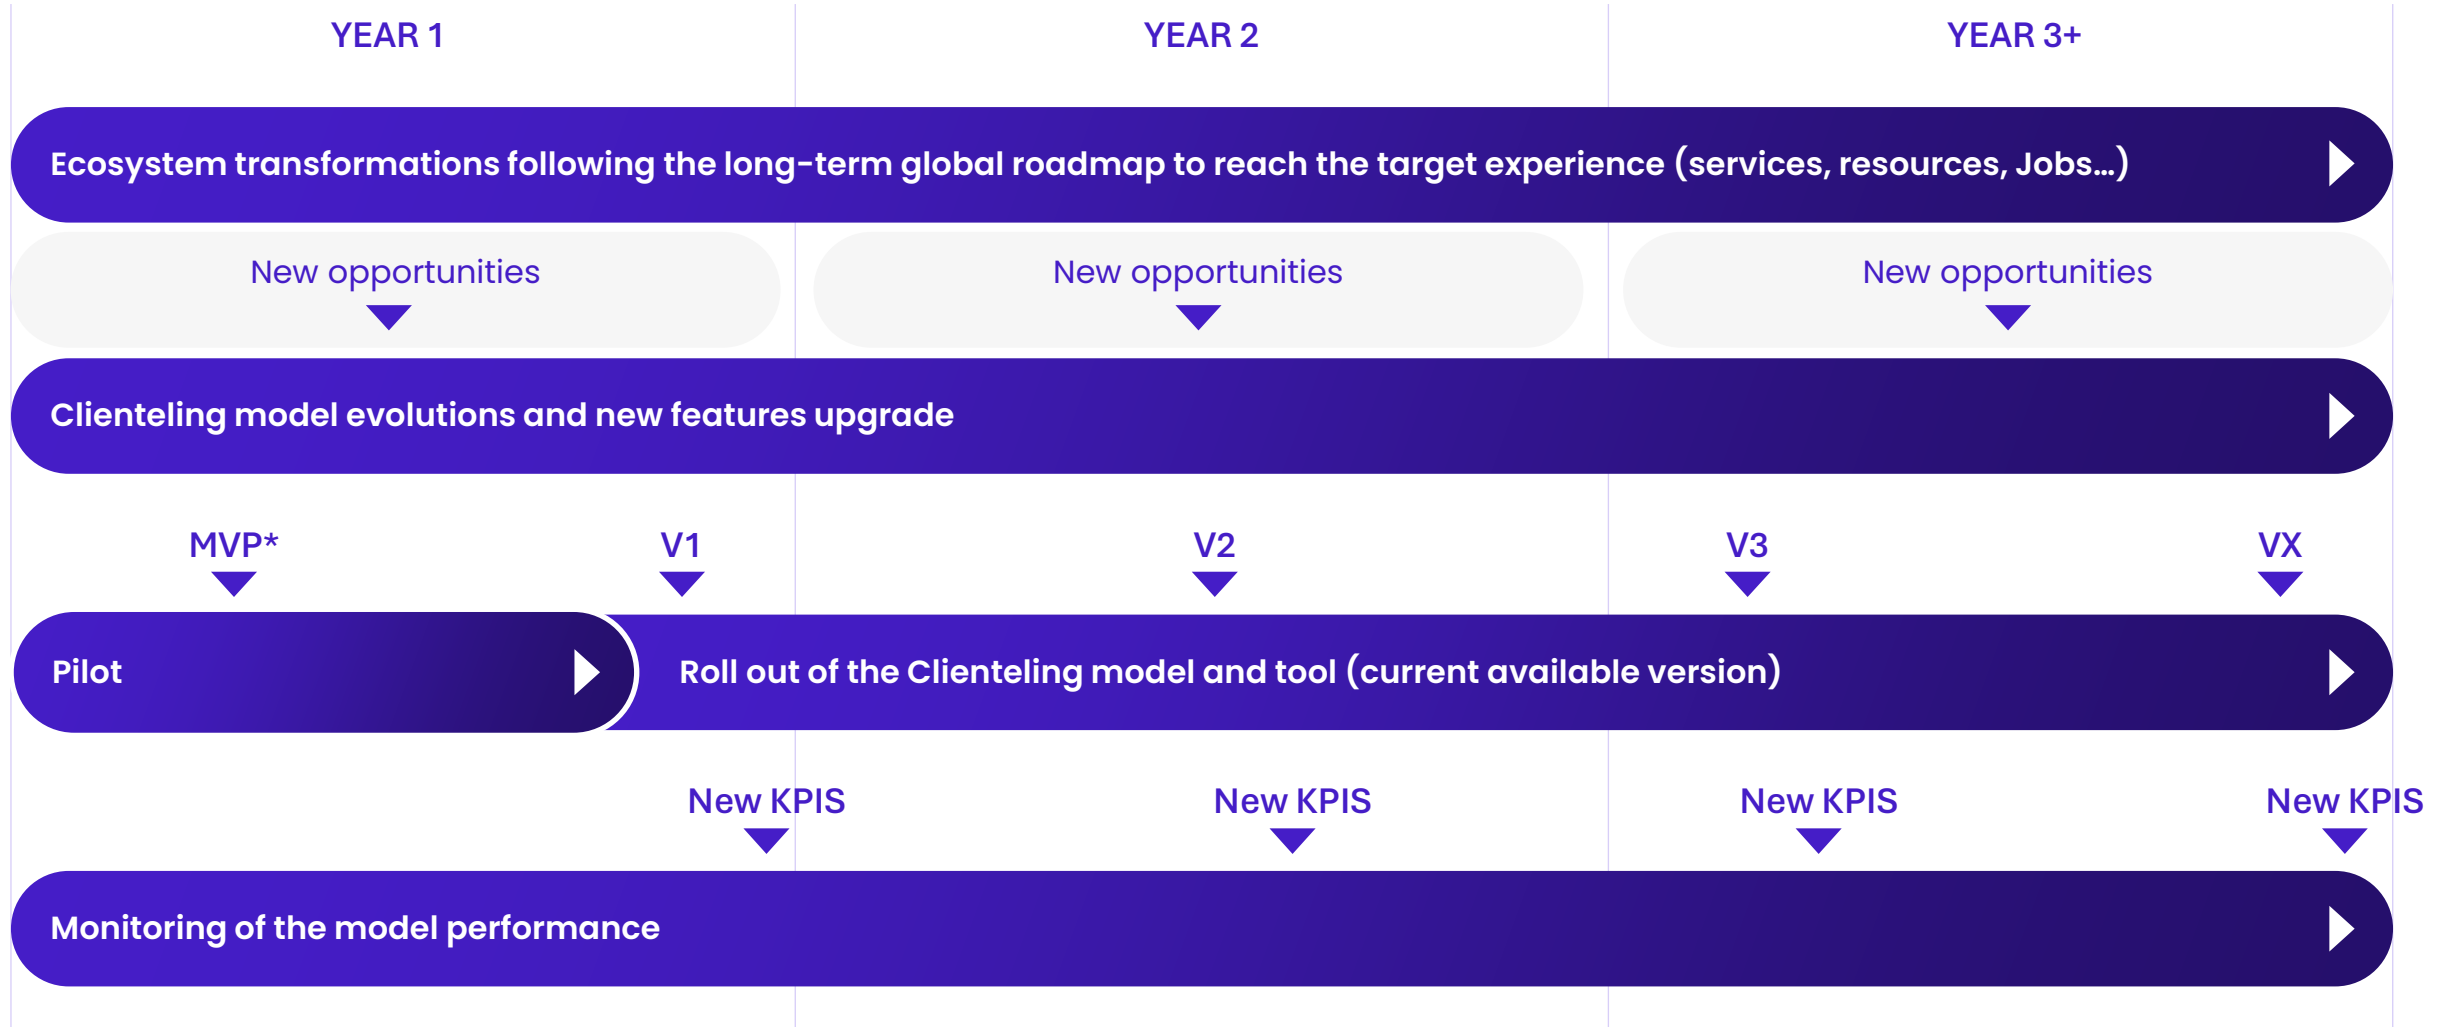 YEAR 1
YEAR 2
YEAR 3+
Ecosystem transformations following the long-term global roadmap to reach the target experience (services, resources, Jobs...)
New opportunities
New opportunities
New opportunities
Clienteling model evolutions and new features upgrade
MVP*
V1
V2
V3
VX
Pilot
Roll out of the Clienteling model and tool (current available version)
New KPIS
New KPIS
New KPIS
New KPIS
Monitoring of the model performance